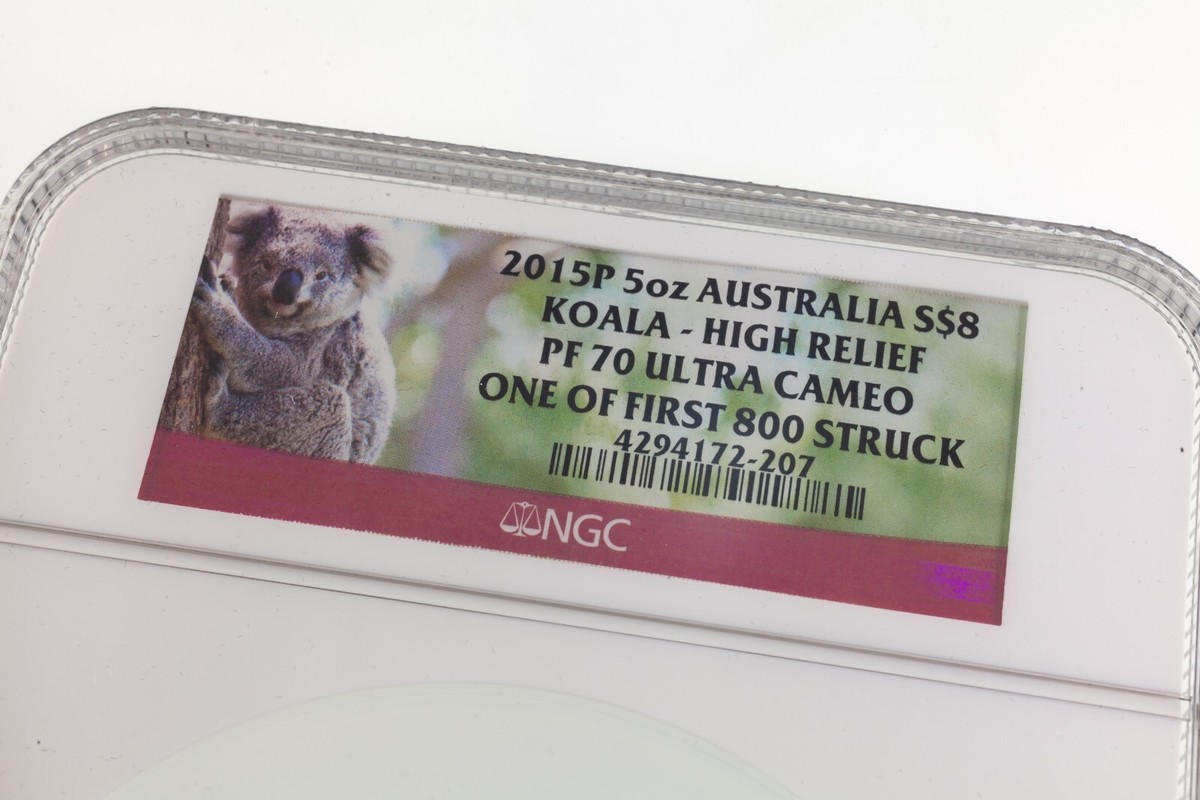 2015P 5oz AUSTRALIA S$8
KOALA - HIGH RELIEF
PF 70 ULTRA CAMEO
ONE OF FIRST 800 STRUCK
4294172-207
NGC